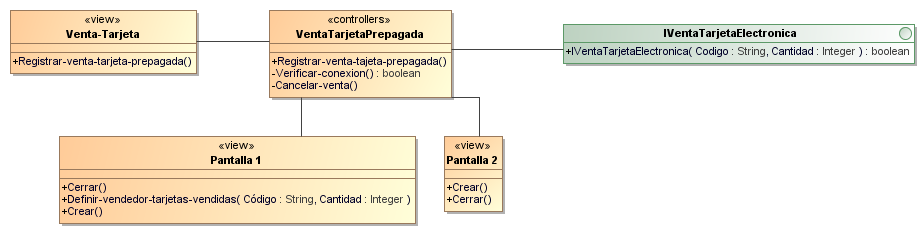 «view»
Venta-Tarjeta
+Registrar-venta-tarjeta-prepagada()
«controllers»
VentaTarjetaPrepagada
+Registrar-venta-tajeta-prepagada()
-Verificar-conexion() : boolean
-Cancelar-venta()
IVentaTarjetaElectronica
+IVentaTarjetaElectronica( Codigo : String, Cantidad : Integer ) : boolean
«view»
Pantalla 1
+Cerrar()
+Definir-vendedor-tarjetas-vendidas( Código : String, Cantidad : Integer )
+Crear()
«view»
Pantalla 2
+Crear()
+Cerrar()